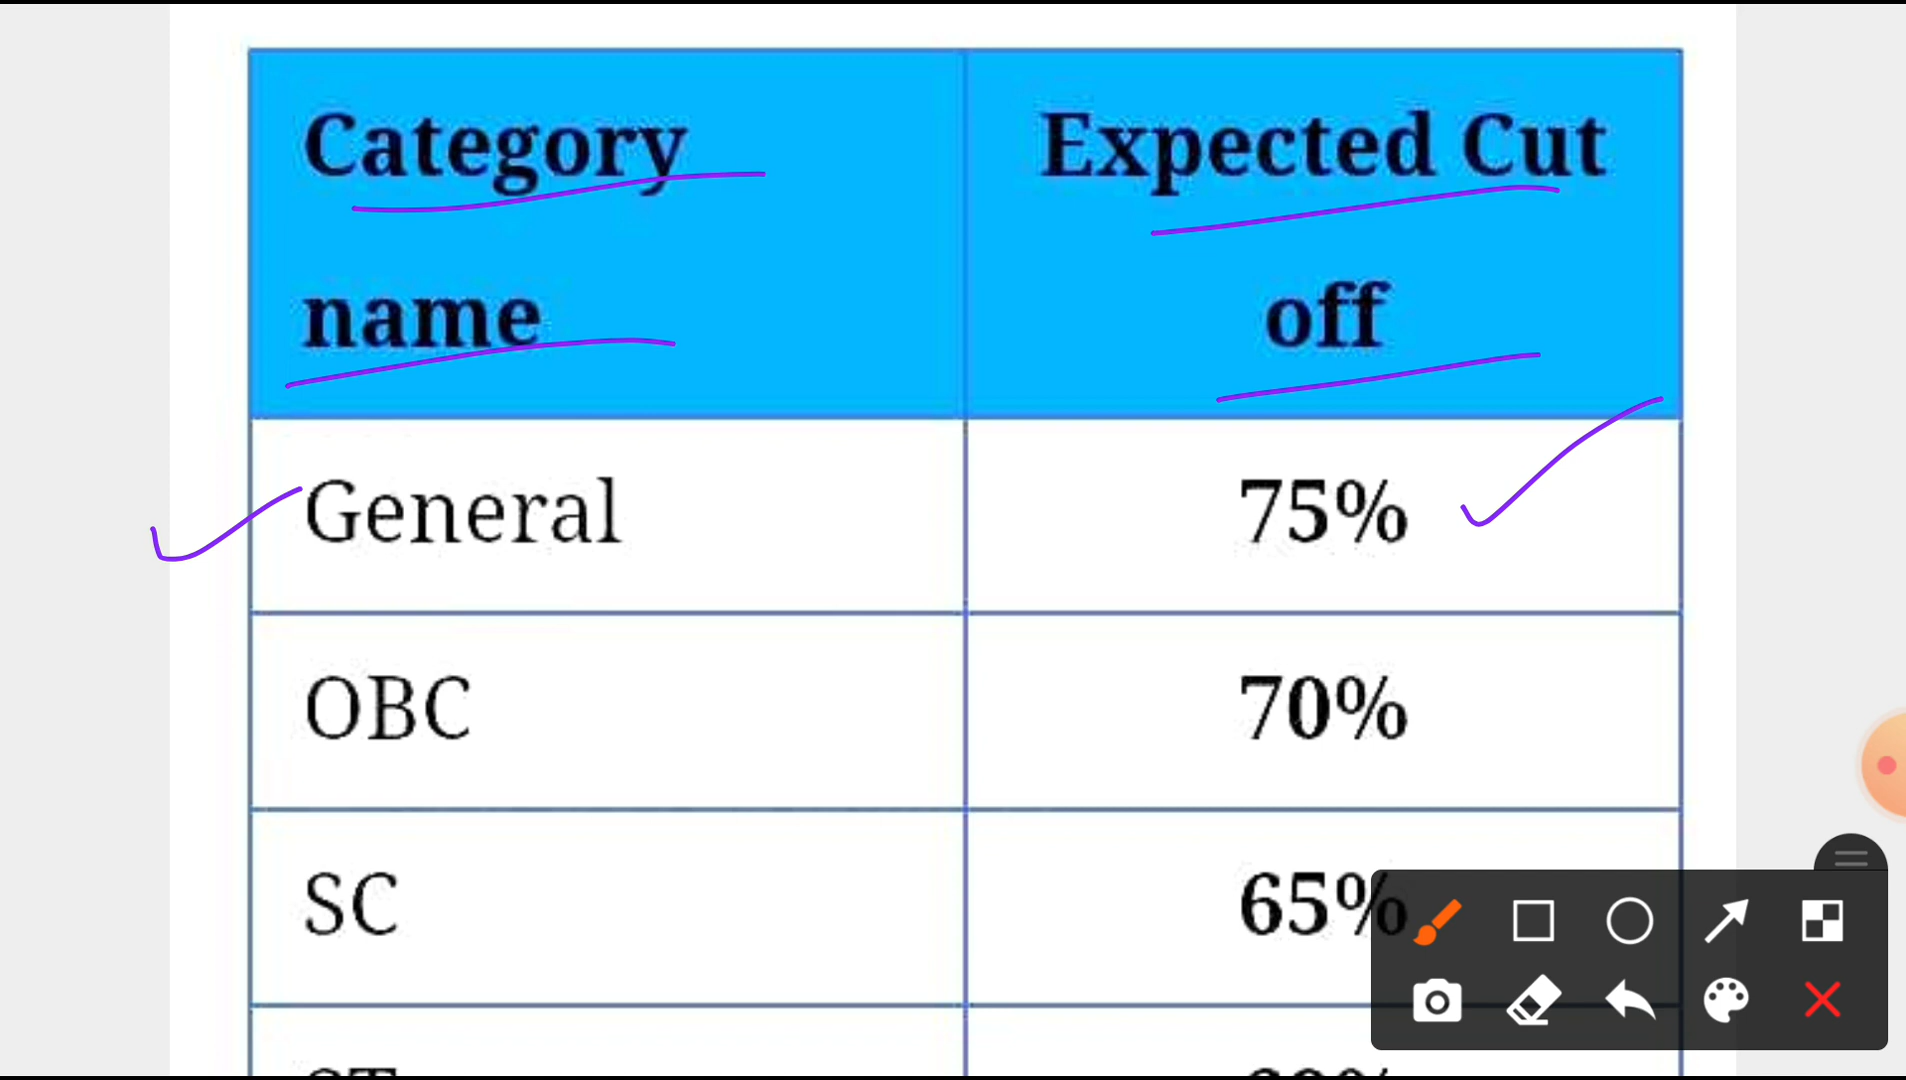 Category
name
Expected Cut
off
General 75%
OBC 70%
SC 65%